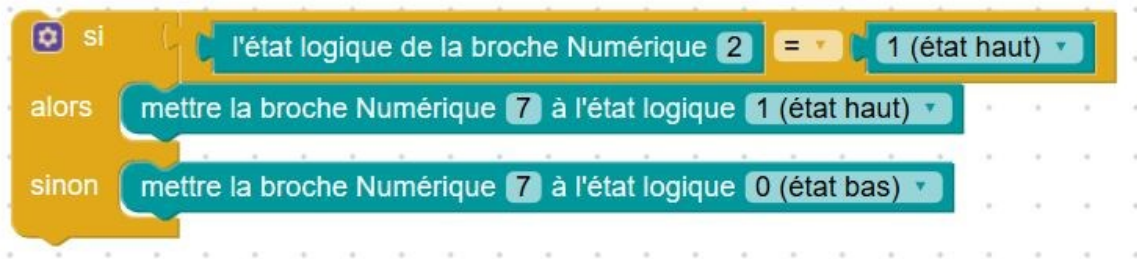 si l'état logique de la broche Numérique 2 = 1 (état haut)
alors mettre la broche Numérique 7 à l'état logique 1 (état haut)
sinon mettre la broche Numérique 7 à l'état logique 0 (état bas)